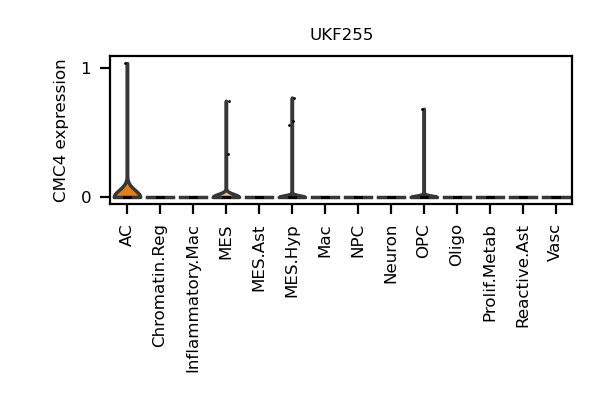 UKF255
CMC4 expression
1
0
AC
Chromatin.Reg
Inflammatory.Mac
MES
MES.Ast
MES.Hyp
Mac
NPC
Neuron
OPC
Oligo
Prolif.Metab
Reactive.Ast
Vasc